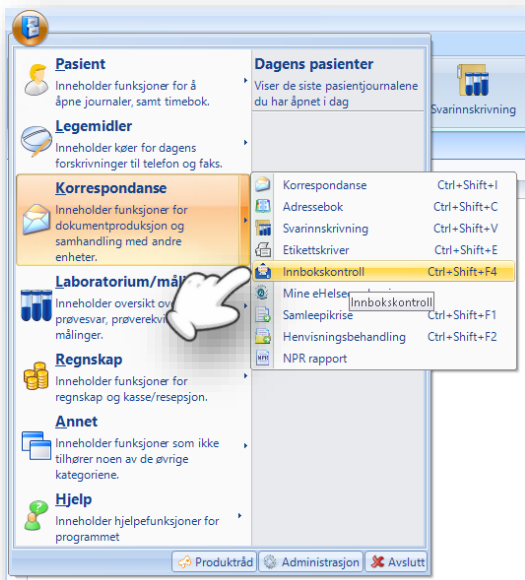 Pasient
Inneholder funksjoner for å
åpne journaler, samt timebok.
Legemidler
Inneholder køer for dagens
forskrivninger til telefon og faks.
Korrespondanse
Inneholder funksjoner for
dokumentproduksjon og
samhandling med andre
enheter.
Inneholder oversikt
prøvesvar,
målinger.
Regnskap
Inneholder funksjoner for
regnskap og kasse/resepsjon.
Annet
Inneholder funksjoner som ikke
tilhører noen av de øvrige
kategoriene.
Hjelp
Inneholder hjelpefunksjoner for
programmet
Dagens pasienter
Viser de siste pasientjournalene
du har åpnet i dag
Svarinnskrivning
Korrespondanse Ctrl+Shift+I
Adressebok Ctrl+Shift+C
Svarinnskrivning Ctrl+Shift+V
Etikettskriver Ctrl+Shift+E
Innbokskontroll Ctrl+Shift+F4
Mine
Innbokskontroll
Samleepikrise Ctrl+Shift+F1
Henvisningsbehandling Ctrl+Shift+F2
NPR NPR rapport
Produktråd Administrasjon Avslutt